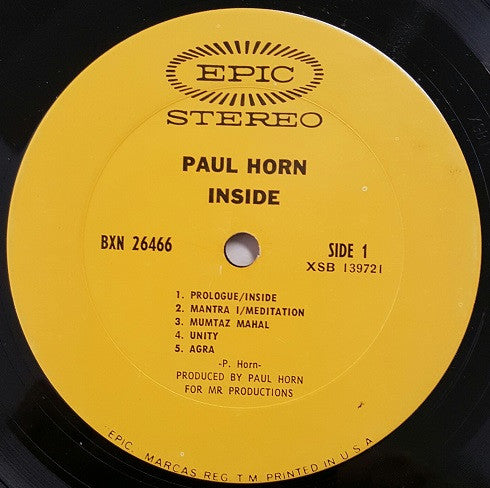 EPIC
STEREO
PAUL HORN
INSIDE
BXN 26466
SIDE 1
XSB 139721
1. PROLOGUE/INSIDE
2. MANTRA I/MEDITATION
3. MUMTAZ MAHAL
4. UNITY
5. AGRA
-P. Horn-
PRODUCED BY PAUL HORN
FOR MR. PRODUCTIONS
EPIC, MARCAS REG. T M PRINTED IN U S A